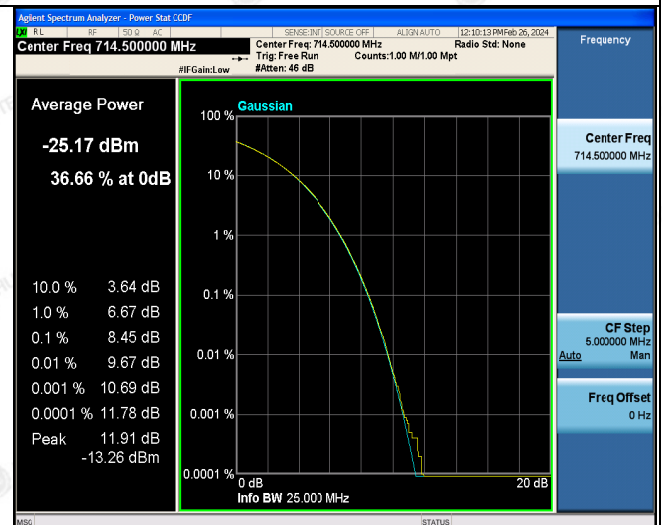 Agilent Spectrum Analyzer - Power Stat CCDF
RL RF 50 Ω AC SENSE:INT SOURCE OFF ALIGN AUTO 12:10:13 PM Feb 26, 2024
Center Freq 714.500000 MHz
Center Freq: 714.500000 MHz Radio Std: None
Trig: Free Run Counts:1.00 M/1.00 Mpt
#IFGain:Low #Atten: 46 dB
Frequency
Average Power
-25.17 dBm
36.66 % at 0dB
10.0 % 3.64 dB
1.0 % 6.67 dB
0.1 % 8.45 dB
0.01 % 9.67 dB
0.001 % 10.69 dB
0.0001 % 11.78 dB
Peak 11.91 dB
-13.26 dBm
Gaussian
100 %
10 %
1 %
0.1 %
0.01 %
0.001 %
0.0001 %
0 dB 20 dB
Info BW 25.000 MHz
Center Freq
714.500000 MHz
CF Step
5.000000 MHz
Auto Man
Freq Offset
0 Hz
MSG STATUS